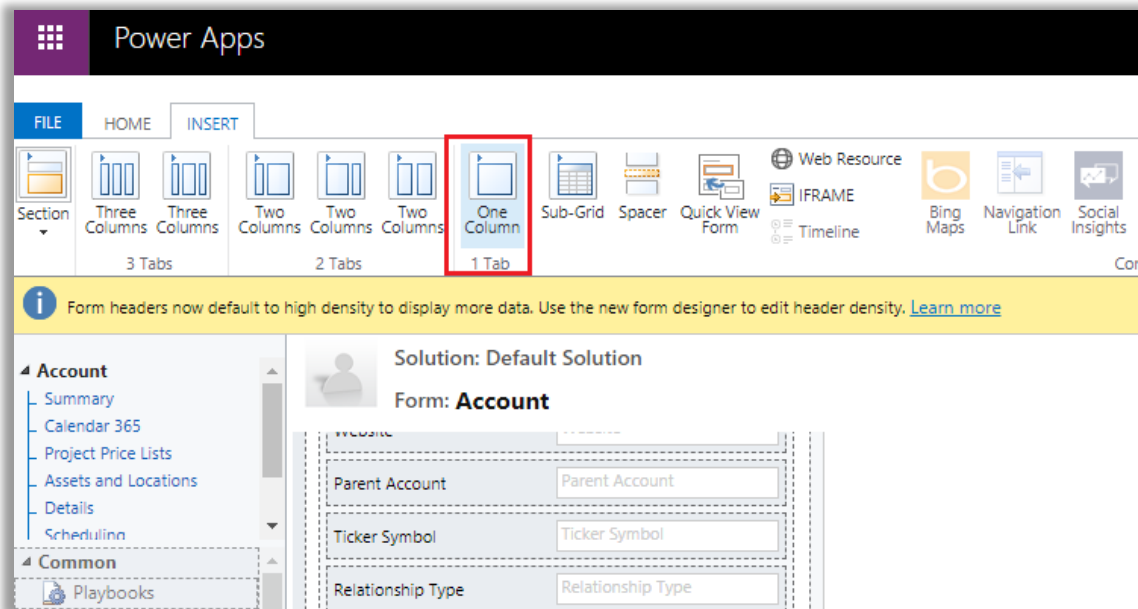 Power Apps
FILE HOME INSERT
Section
Three Columns
Three Columns
3 Tabs
Two Columns
Two Columns
Two Columns
2 Tabs
One Column
1 Tab
Sub-Grid
Spacer
Quick View Form
Web Resource
IFRAME
Timeline
Bing Maps
Navigation Link
Social Insights
Form headers now default to high density to display more data. Use the new form designer to edit header density. Learn more
Account
Summary
Calendar 365
Project Price Lists
Assets and Locations
Details
Scheduling
Common
Playbooks
Solution: Default Solution
Form: Account
Website
Parent Account Parent Account
Ticker Symbol Ticker Symbol
Relationship Type Relationship Type